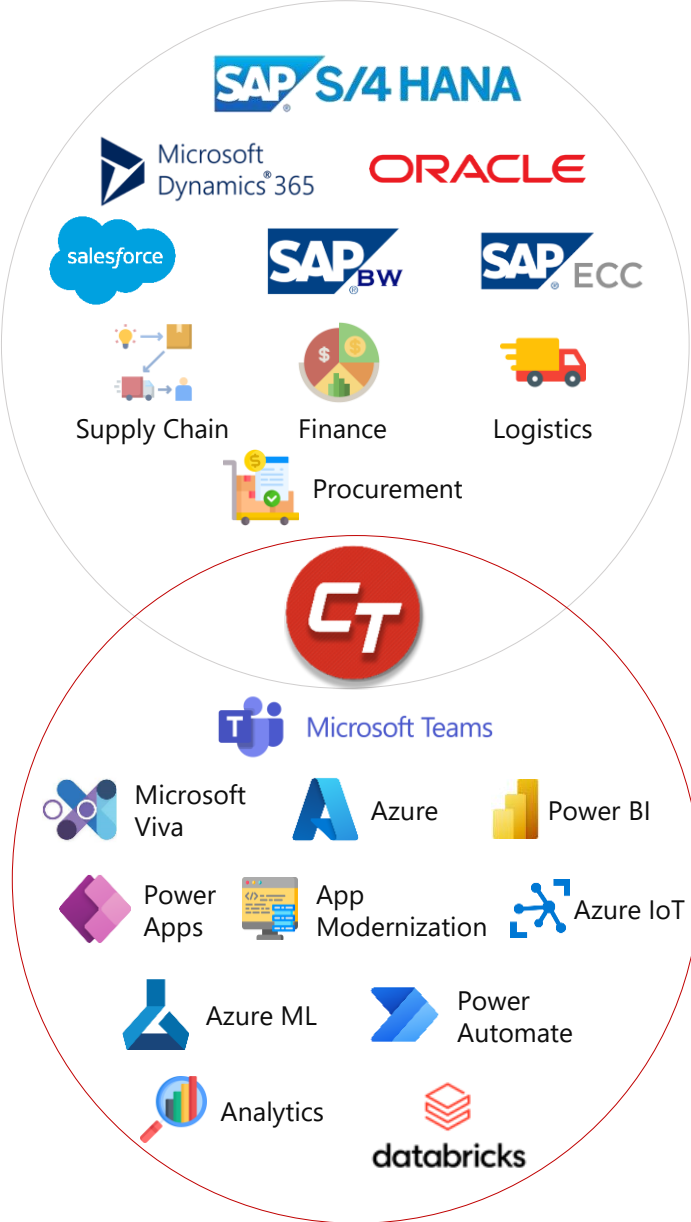 SAP S/4 HANA
Microsoft
Dynamics® 365
ORACLE
salesforce
SAP BW
SAP ECC
Supply Chain
Finance
Logistics
Procurement
CT
Microsoft Teams
Microsoft
Viva
Azure
Power BI
Power
Apps
App
Modernization
Azure IoT
Azure ML
Power
Automate
Analytics
databricks